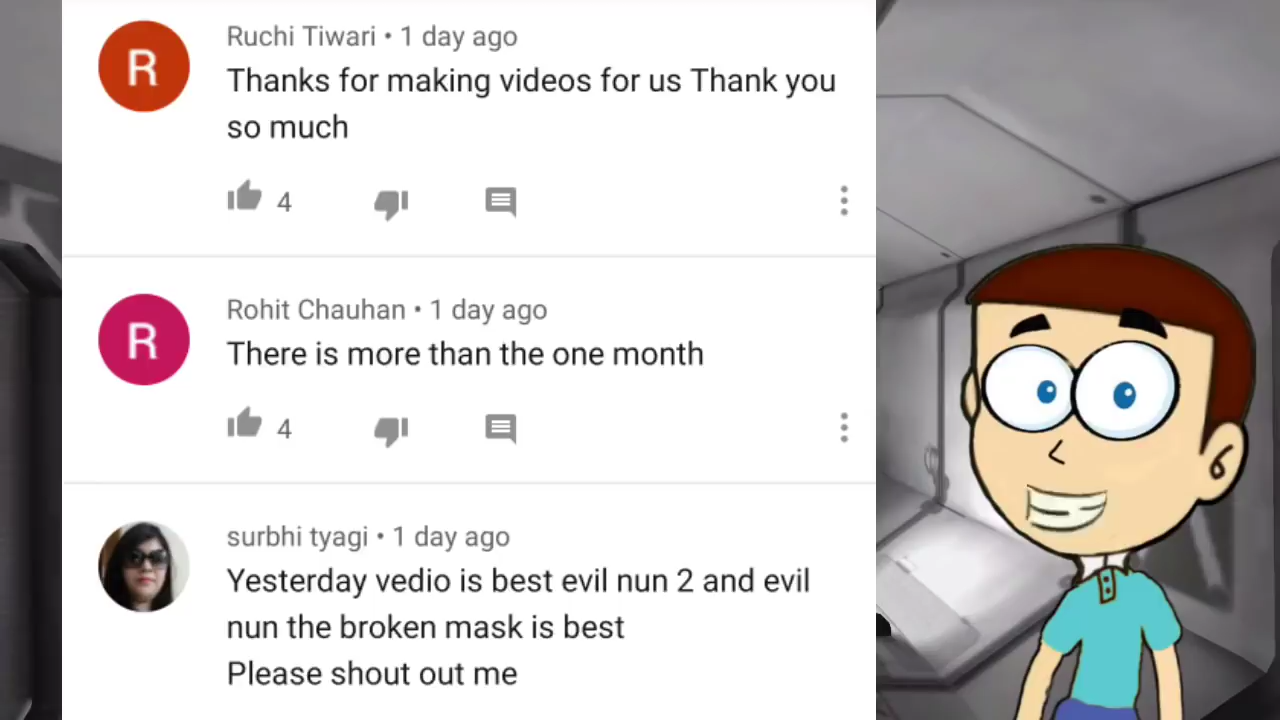 R
Ruchi Tiwari • 1 day ago
Thanks for making videos for us Thank you
so much
4
R
Rohit Chauhan • 1 day ago
There is more than the one month
4
surbhi tyagi • 1 day ago
Yesterday vedio is best evil nun 2 and evil
nun the broken mask is best
Please shout out me